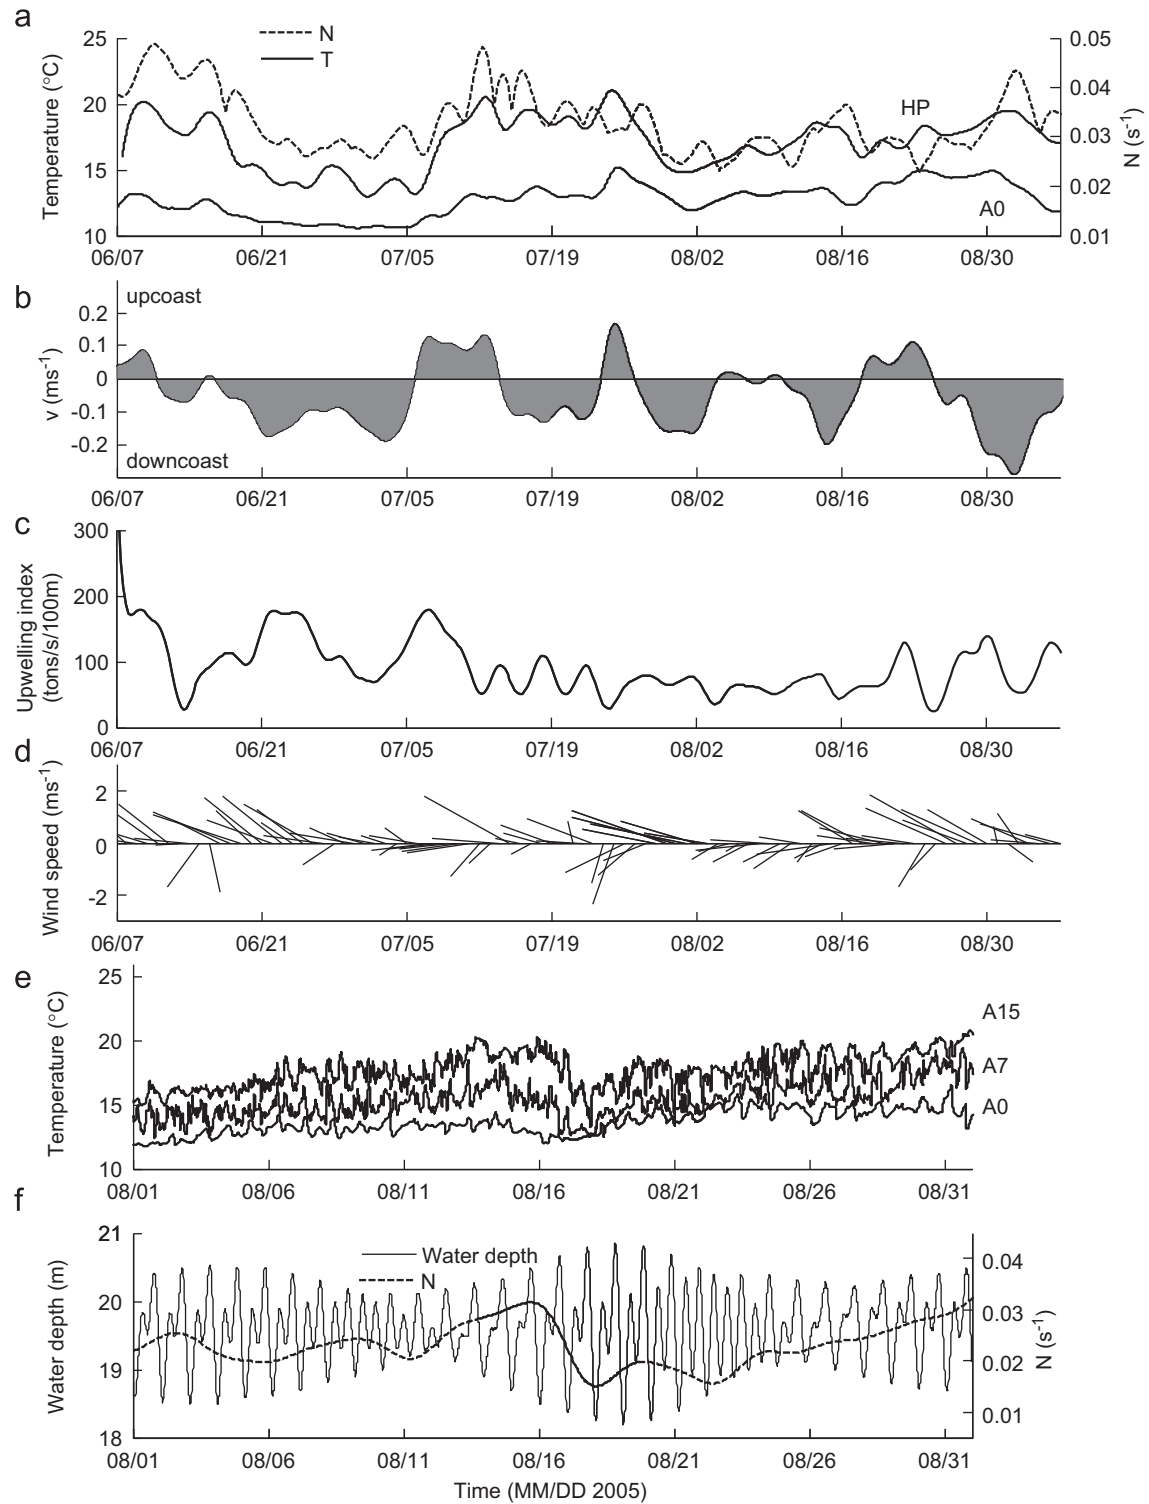 a
N
T
25
20
15
10
Temperature (°C)
0.05
0.04
0.03
0.02
0.01
N (s⁻¹)
HP
A0
06/07 06/21 07/05 07/19 08/02 08/16 08/30
b
upcoast
0.2
0.1
0
-0.1
-0.2
v (ms⁻¹)
downcoast
06/07 06/21 07/05 07/19 08/02 08/16 08/30
c
300
200
100
0
Upwelling index
(tons/s/100m)
06/07 06/21 07/05 07/19 08/02 08/16 08/30
d
2
0
-2
Wind speed (ms⁻¹)
06/07 06/21 07/05 07/19 08/02 08/16 08/30
e
25
20
15
10
Temperature (°C)
A15
A7
A0
08/01 08/06 08/11 08/16 08/21 08/26 08/31
f
21
20
19
18
Water depth (m)
Water depth
N
0.04
0.03
0.02
0.01
N (s⁻¹)
08/01 08/06 08/11 08/16 08/21 08/26 08/31
Time (MM/DD 2005)